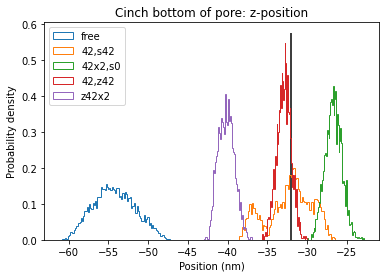 Cinch bottom of pore: z-position
Probability density
0.6
0.5
0.4
0.3
0.2
0.1
0.0
free
42,s42
42x2,s0
42,z42
z42x2
−60 −55 −50 −45 −40 −35 −30 −25
Position (nm)